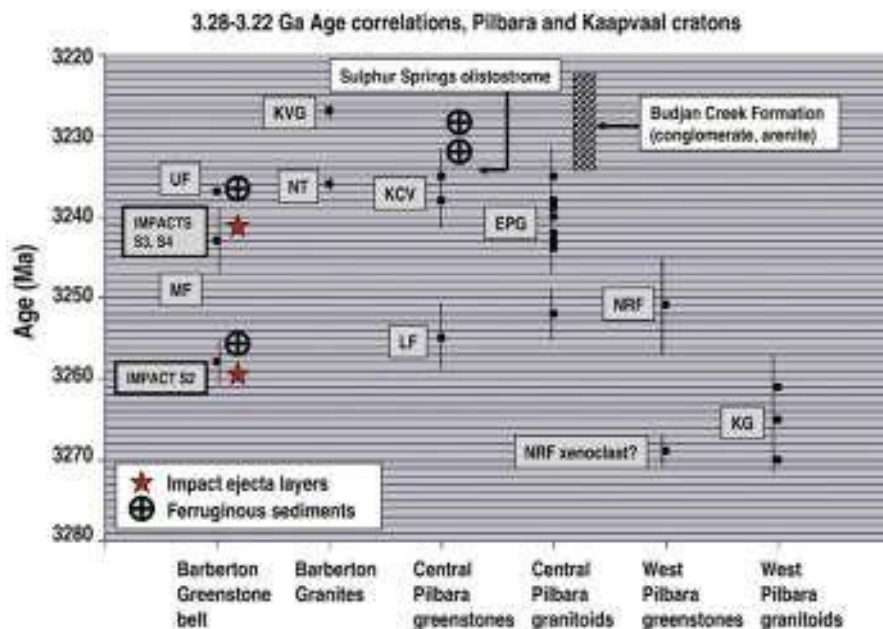 3.28-3.22 Ga Age correlations, Pilbara and Kaapvaal cratons
Age (Ma)
3220
3230
3240
3250
3260
3270
3280
Sulphur Springs olistostrome
Budjan Creek Formation
(conglomerate, arenite)
KVG
UF
NT
KCV
EPG
IMPACTS
S3, S4
MF
NRF
LF
IMPACT S2
KG
NRF xenoclast?
Impact ejecta layers
Ferruginous sediments
Barberton
Greenstone
belt
Barberton
Granites
Central
Pilbara
greenstones
Central
Pilbara
granitoids
West
Pilbara
greenstones
West
Pilbara
granitoids